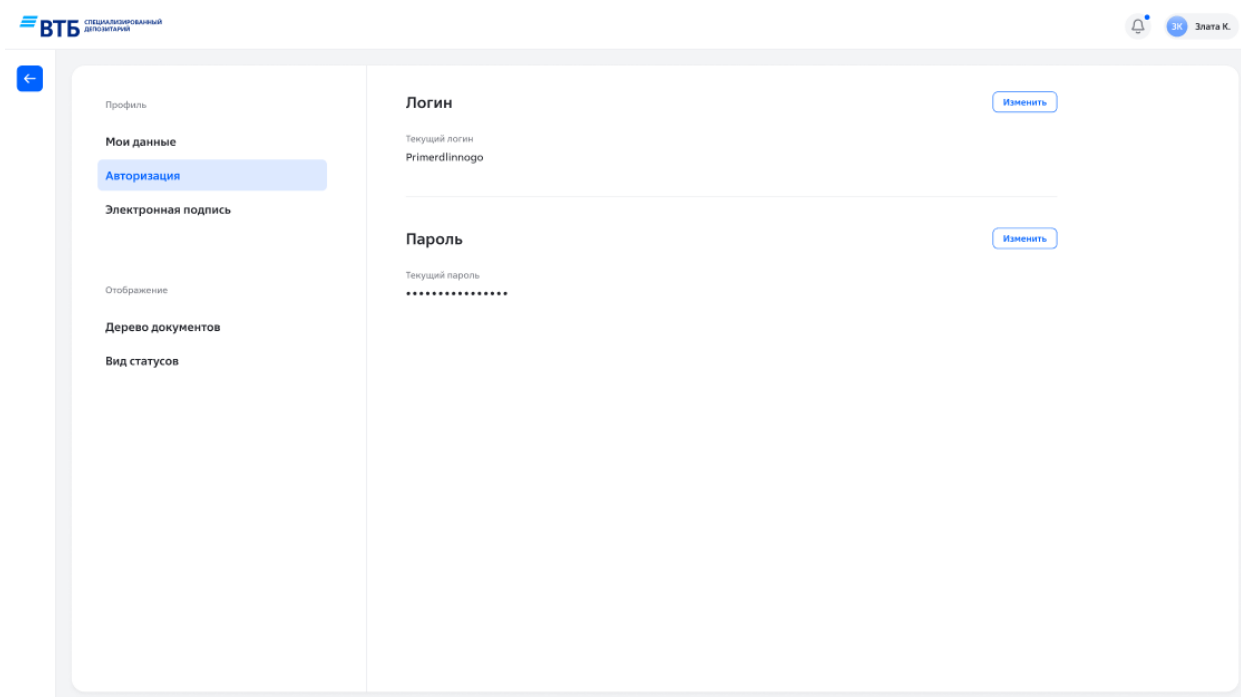 ВТБ СПЕЦИАЛИЗИРОВАННЫЙ
ДЕПОЗИТАРИЙ
ЗК Злата К.
Профиль
Мои данные
Авторизация
Электронная подпись
Отображение
Дерево документов
Вид статусов
Логин Изменить
Текущий логин
Primerdlinnogo
Пароль Изменить
Текущий пароль
••••••••••••••••